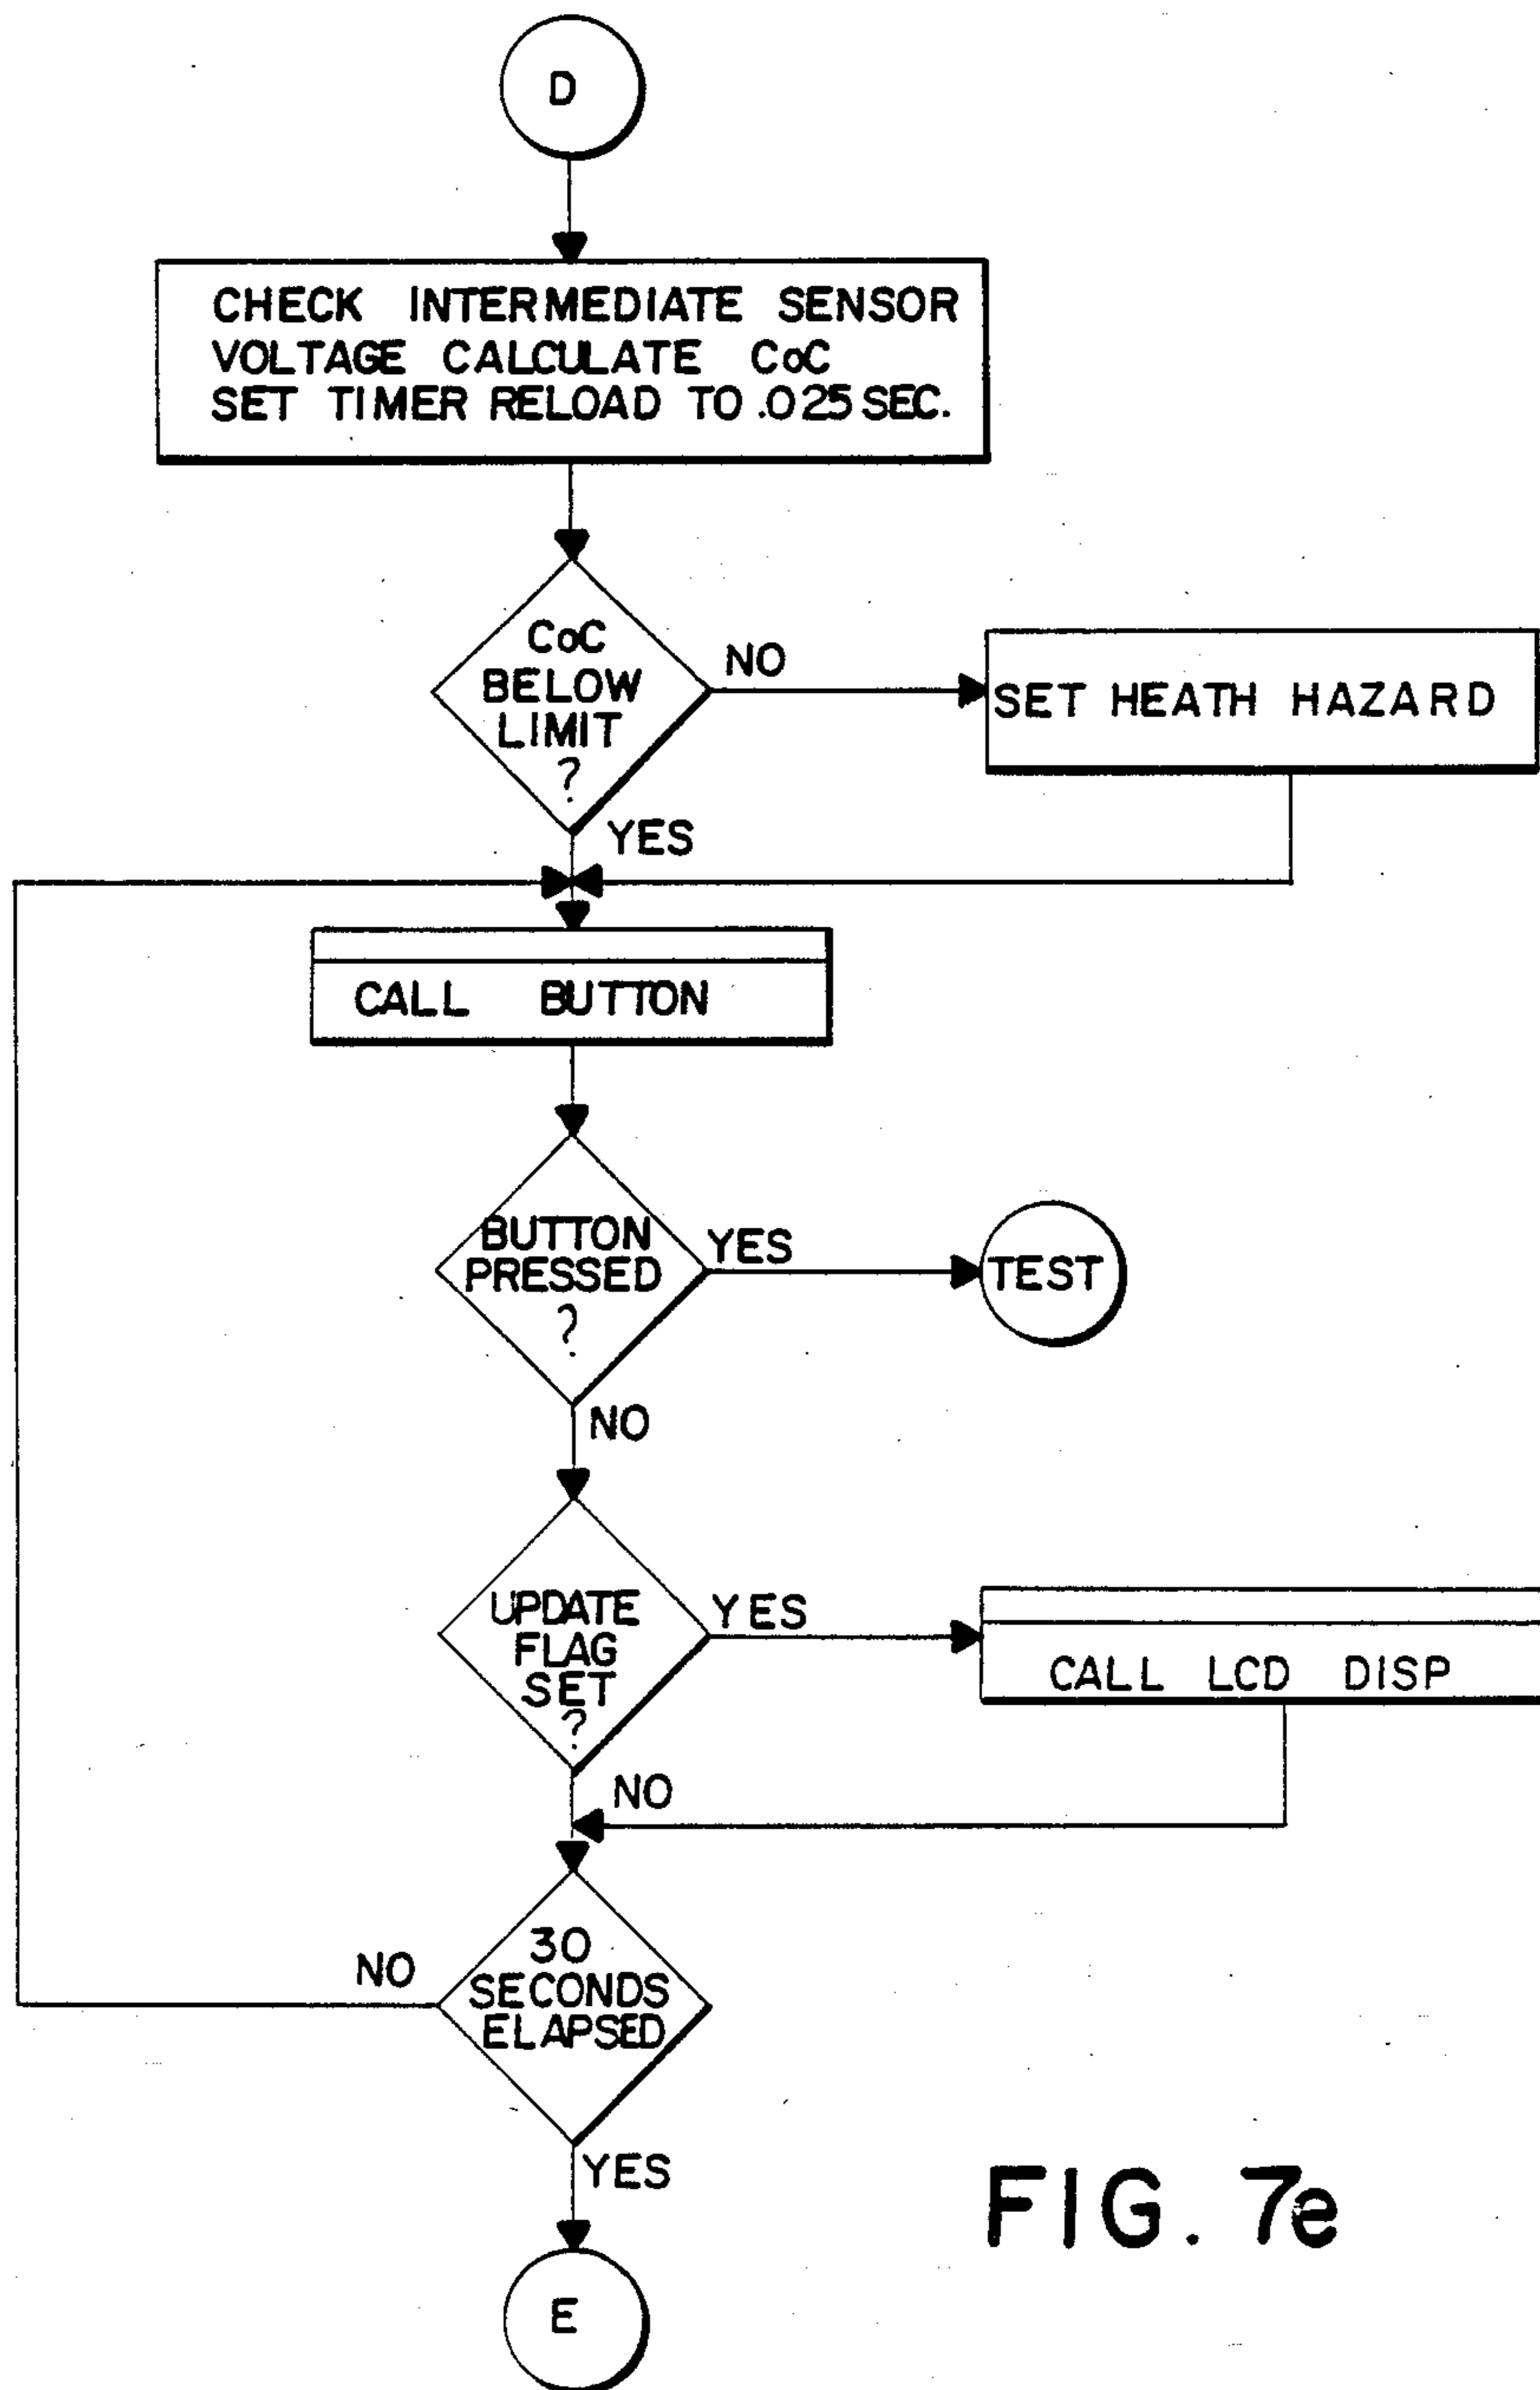 D
CHECK INTERMEDIATE SENSOR
VOLTAGE CALCULATE CoC
SET TIMER RELOAD TO .025 SEC.
CoC
BELOW
LIMIT
?
NO
SET HEATH HAZARD
YES
CALL BUTTON
BUTTON
PRESSED
?
YES
TEST
NO
UPDATE
FLAG
SET
?
YES
CALL LCD DISP
NO
30
SECONDS
ELAPSED
NO
YES
E
FIG. 7e